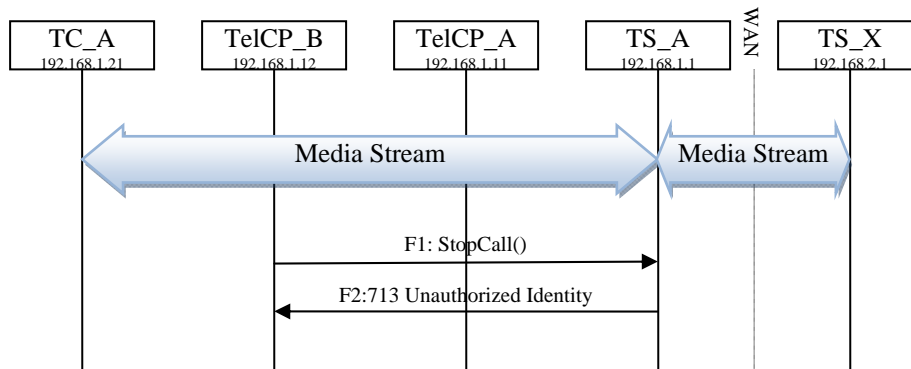 TC_A
192.168.1.21
TelCP_B
192.168.1.12
TelCP_A
192.168.1.11
TS_A
192.168.1.1
WAN
TS_X
192.168.2.1
Media Stream
Media Stream
F1: StopCall()
F2:713 Unauthorized Identity